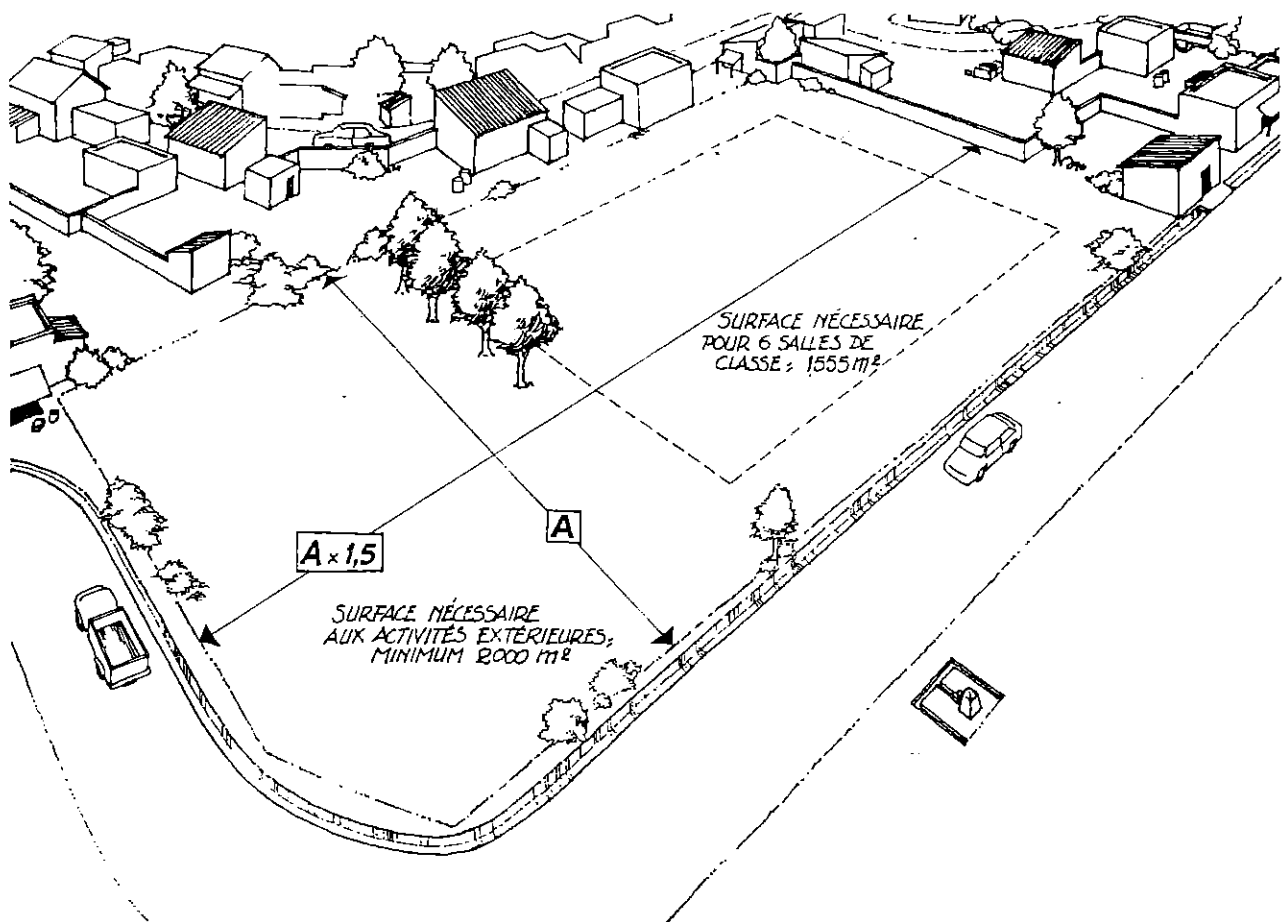 SURFACE NÉCESSAIRE
POUR 6 SALLES DE
CLASSE : 1555 m²
A
A × 1,5
SURFACE NÉCESSAIRE
AUX ACTIVITÉS EXTÉRIEURES :
MINIMUM 2000 m²